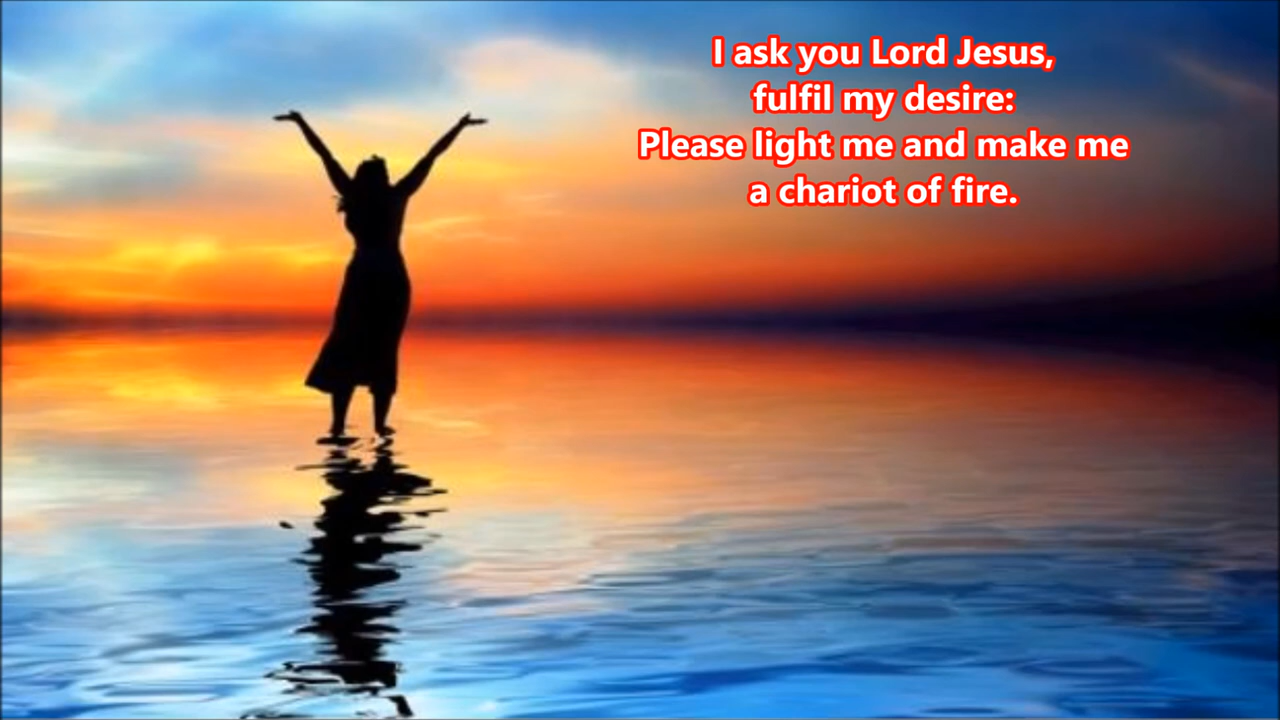 I ask you Lord Jesus,
fulfil my desire:
Please light me and make me
a chariot of fire.